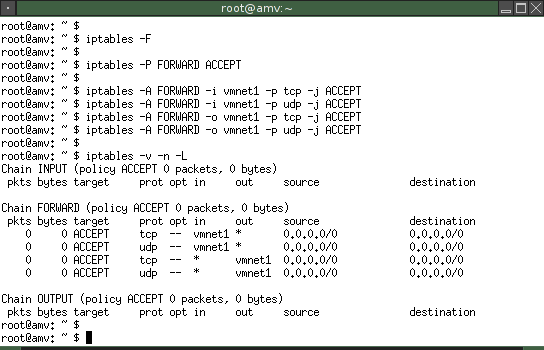 root@amv: ~
root@amv: ~ $
root@amv: ~ $ iptables -F
root@amv: ~ $
root@amv: ~ $ iptables -P FORWARD ACCEPT
root@amv: ~ $
root@amv: ~ $ iptables -A FORWARD -i vmnet1 -p tcp -j ACCEPT
root@amv: ~ $ iptables -A FORWARD -i vmnet1 -p udp -j ACCEPT
root@amv: ~ $ iptables -A FORWARD -o vmnet1 -p tcp -j ACCEPT
root@amv: ~ $ iptables -A FORWARD -o vmnet1 -p udp -j ACCEPT
root@amv: ~ $
root@amv: ~ $ iptables -v -n -L
Chain INPUT (policy ACCEPT 0 packets, 0 bytes)
pkts bytes target prot opt in out source destination
Chain FORWARD (policy ACCEPT 0 packets, 0 bytes)
pkts bytes target prot opt in out source destination
0 0 ACCEPT tcp -- vmnet1 * 0.0.0.0/0 0.0.0.0/0
0 0 ACCEPT udp -- vmnet1 * 0.0.0.0/0 0.0.0.0/0
0 0 ACCEPT tcp -- * vmnet1 0.0.0.0/0 0.0.0.0/0
0 0 ACCEPT udp -- * vmnet1 0.0.0.0/0 0.0.0.0/0
Chain OUTPUT (policy ACCEPT 0 packets, 0 bytes)
pkts bytes target prot opt in out source destination
root@amv: ~ $
root@amv: ~ $